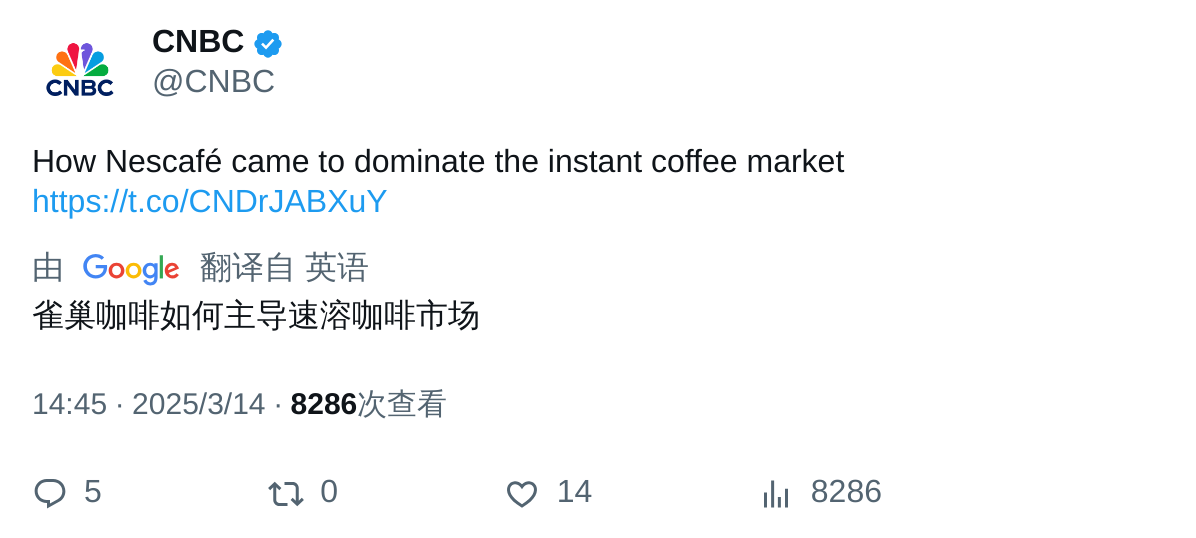 CNBC
@CNBC
CNBC
How Nescafé came to dominate the instant coffee market
https://t.co/CNDrJABXuY
由 Google 翻译自 英语
雀巢咖啡如何主导速溶咖啡市场
14:45 · 2025/3/14 · 8286次查看
5 0 14 8286